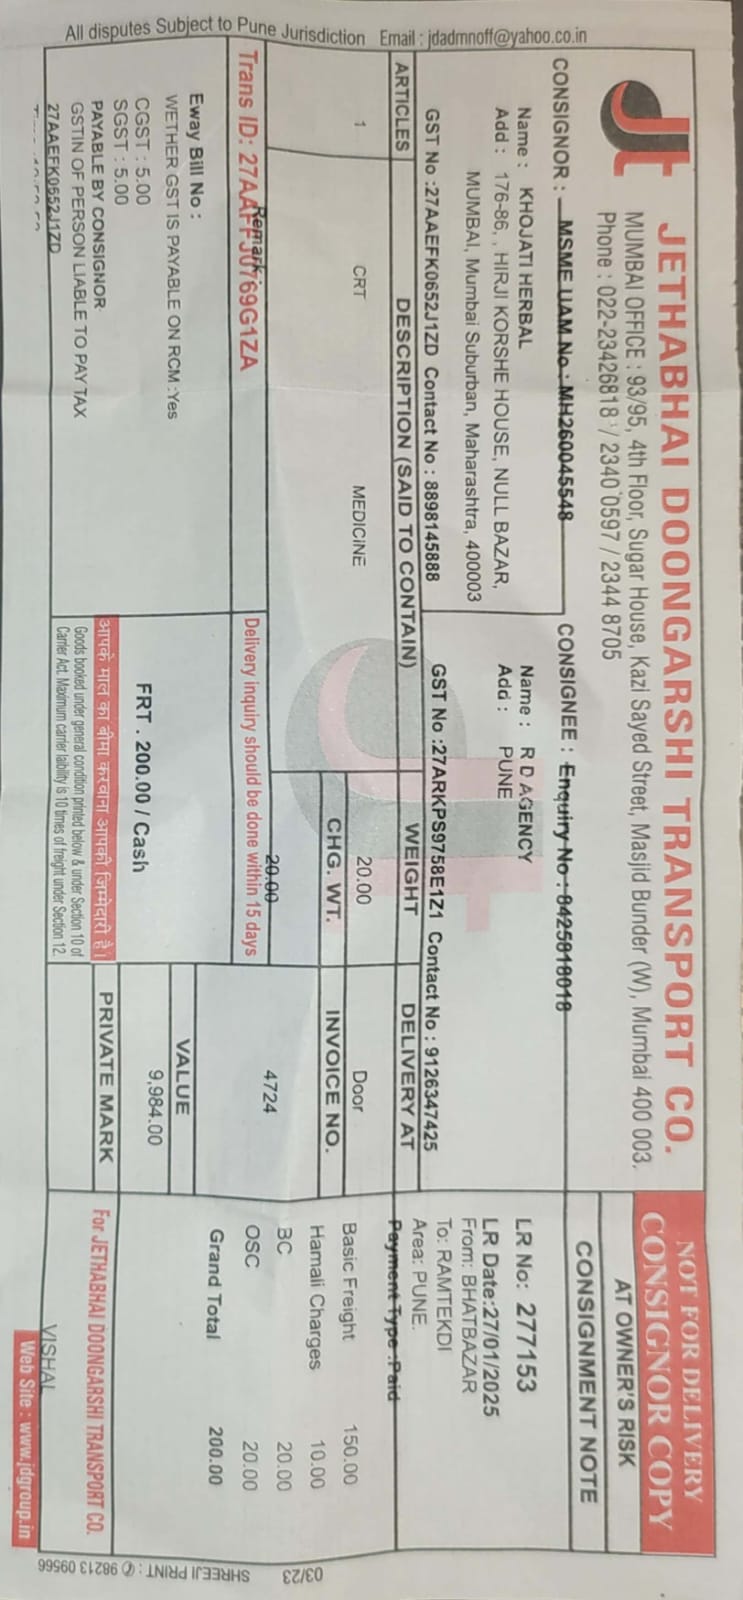 All disputes Subject to Pune Jurisdiction Email : jdadmnoff@yahoo.co.in
Jt JETHABHAI DOONGARSHI TRANSPORT CO.
MUMBAI OFFICE : 93/95, 4th Floor, Sugar House, Kazi Sayed Street, Masjid Bunder (W), Mumbai 400 003.
Phone : 022-23426818 / 2340 0597 / 2344 8705
NOT FOR DELIVERY
CONSIGNOR COPY
AT OWNER'S RISK
CONSIGNMENT NOTE
CONSIGNOR : MSME UAM No : MH260045548
Name : KHOJATI HERBAL
Add : 176-86, , HIRJI KORSHE HOUSE, NULL BAZAR,
MUMBAI, Mumbai Suburban, Maharashtra, 400003
GST No :27AAEFK0652J1ZD Contact No : 8898145888
CONSIGNEE : Enquiry No : 8425818018
Name : R D AGENCY
Add : PUNE
GST No :27ARKPS9758E1Z1 Contact No : 9126347425
LR No: 277153
LR Date:27/01/2025
From: BHATBAZAR
To: RAMTEKDI
Area: PUNE.
Payment Type :Paid
ARTICLES DESCRIPTION (SAID TO CONTAIN) WEIGHT DELIVERY AT
1 CRT MEDICINE 20.00 Door
CHG. WT. INVOICE NO.
20.00 4724
Basic Freight 150.00
Hamali Charges 10.00
BC 20.00
OSC 20.00
Grand Total 200.00
Remark :
Trans ID: 27AAFFJ0769G1ZA
Delivery inquiry should be done within 15 days
Eway Bill No :
WETHER GST IS PAYABLE ON RCM :Yes
CGST : 5.00
SGST : 5.00
PAYABLE BY CONSIGNOR
GSTIN OF PERSON LIABLE TO PAY TAX
27AAEFK0652J1ZD
FRT . 200.00 / Cash
VALUE
9,984.00
आपके माल का बीमा करवाना आपकी जिम्मेदारी है।
Goods booked under general condition printed below & under Section 10 of
Carrier Act. Maximum carrier laibility is 10 times of freight under Section 12.
PRIVATE MARK
For JETHABHAI DOONGARSHI TRANSPORT CO.
VISHAL
Web Site : www.jdgroup.in
03/23 SHREEJI PRINT : ✆ 98213 09566